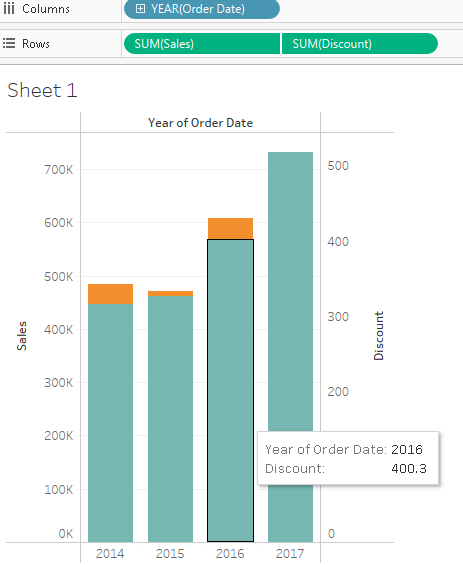 Columns
YEAR(Order Date)
Rows
SUM(Sales)
SUM(Discount)
Sheet 1
Year of Order Date
700K
600K
500K
400K
300K
200K
100K
0K
Sales
500
400
300
200
0
Discount
Year of Order Date: 2016
Discount: 400.3
2014
2015
2016
2017